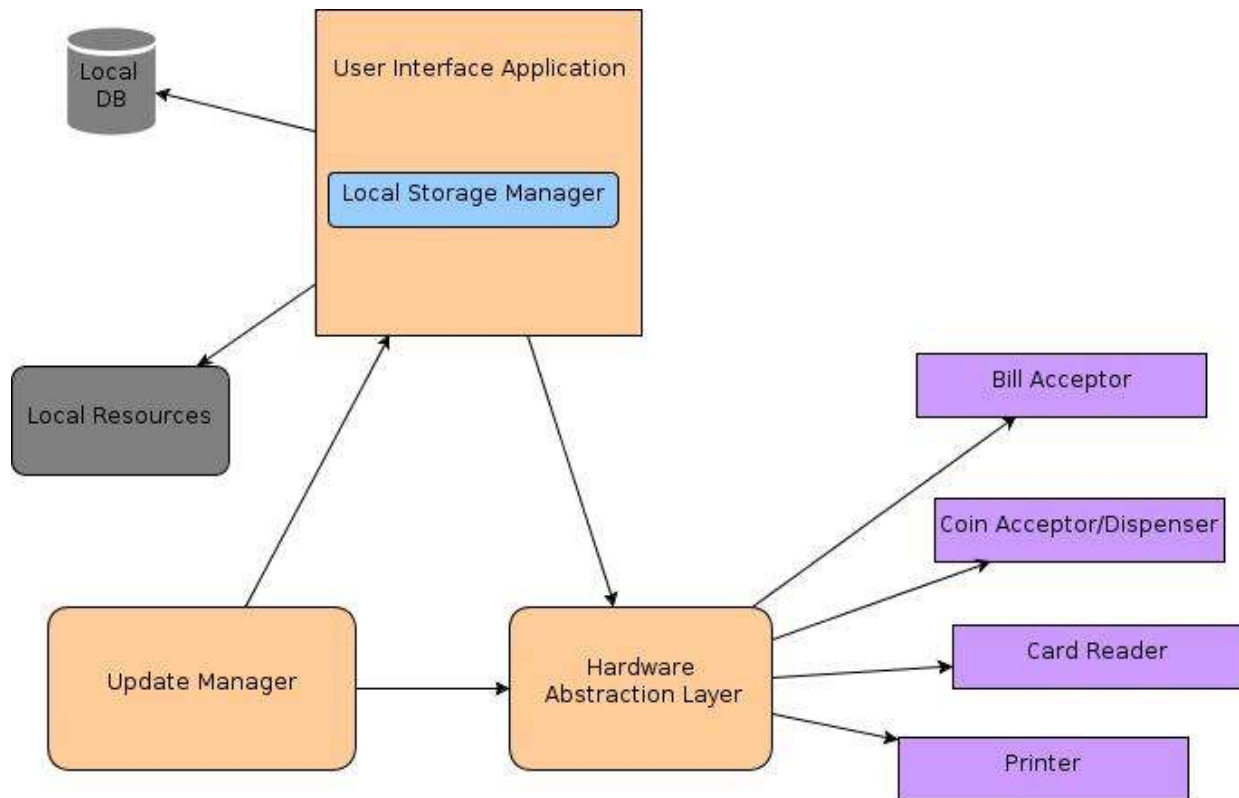 Local
DB
User Interface Application
Local Storage Manager
Local Resources
Bill Acceptor
Coin Acceptor/Dispenser
Card Reader
Printer
Update Manager
Hardware
Abstraction Layer